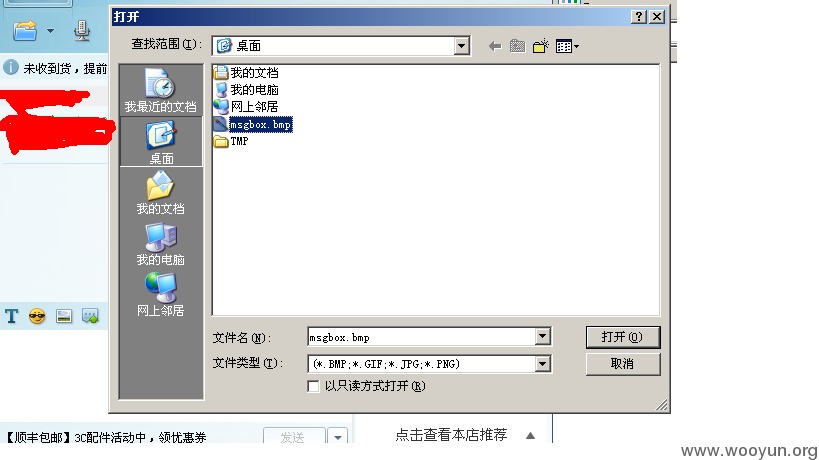 打开
查找范围(I):
桌面
未收到货，提前
我的文档
我的电脑
网上邻居
msgbox.bmp
TMP
我最近的文档
桌面
我的文档
我的电脑
网上邻居
T
文件名(N):
msgbox.bmp
打开(O)
文件类型(T):
(*.BMP;*.GIF;*.JPG;*.PNG)
取消
以只读方式打开(R)
【顺丰包邮】3C配件活动中，领优惠券
发送
点击查看本店推荐
www.wooyun.org